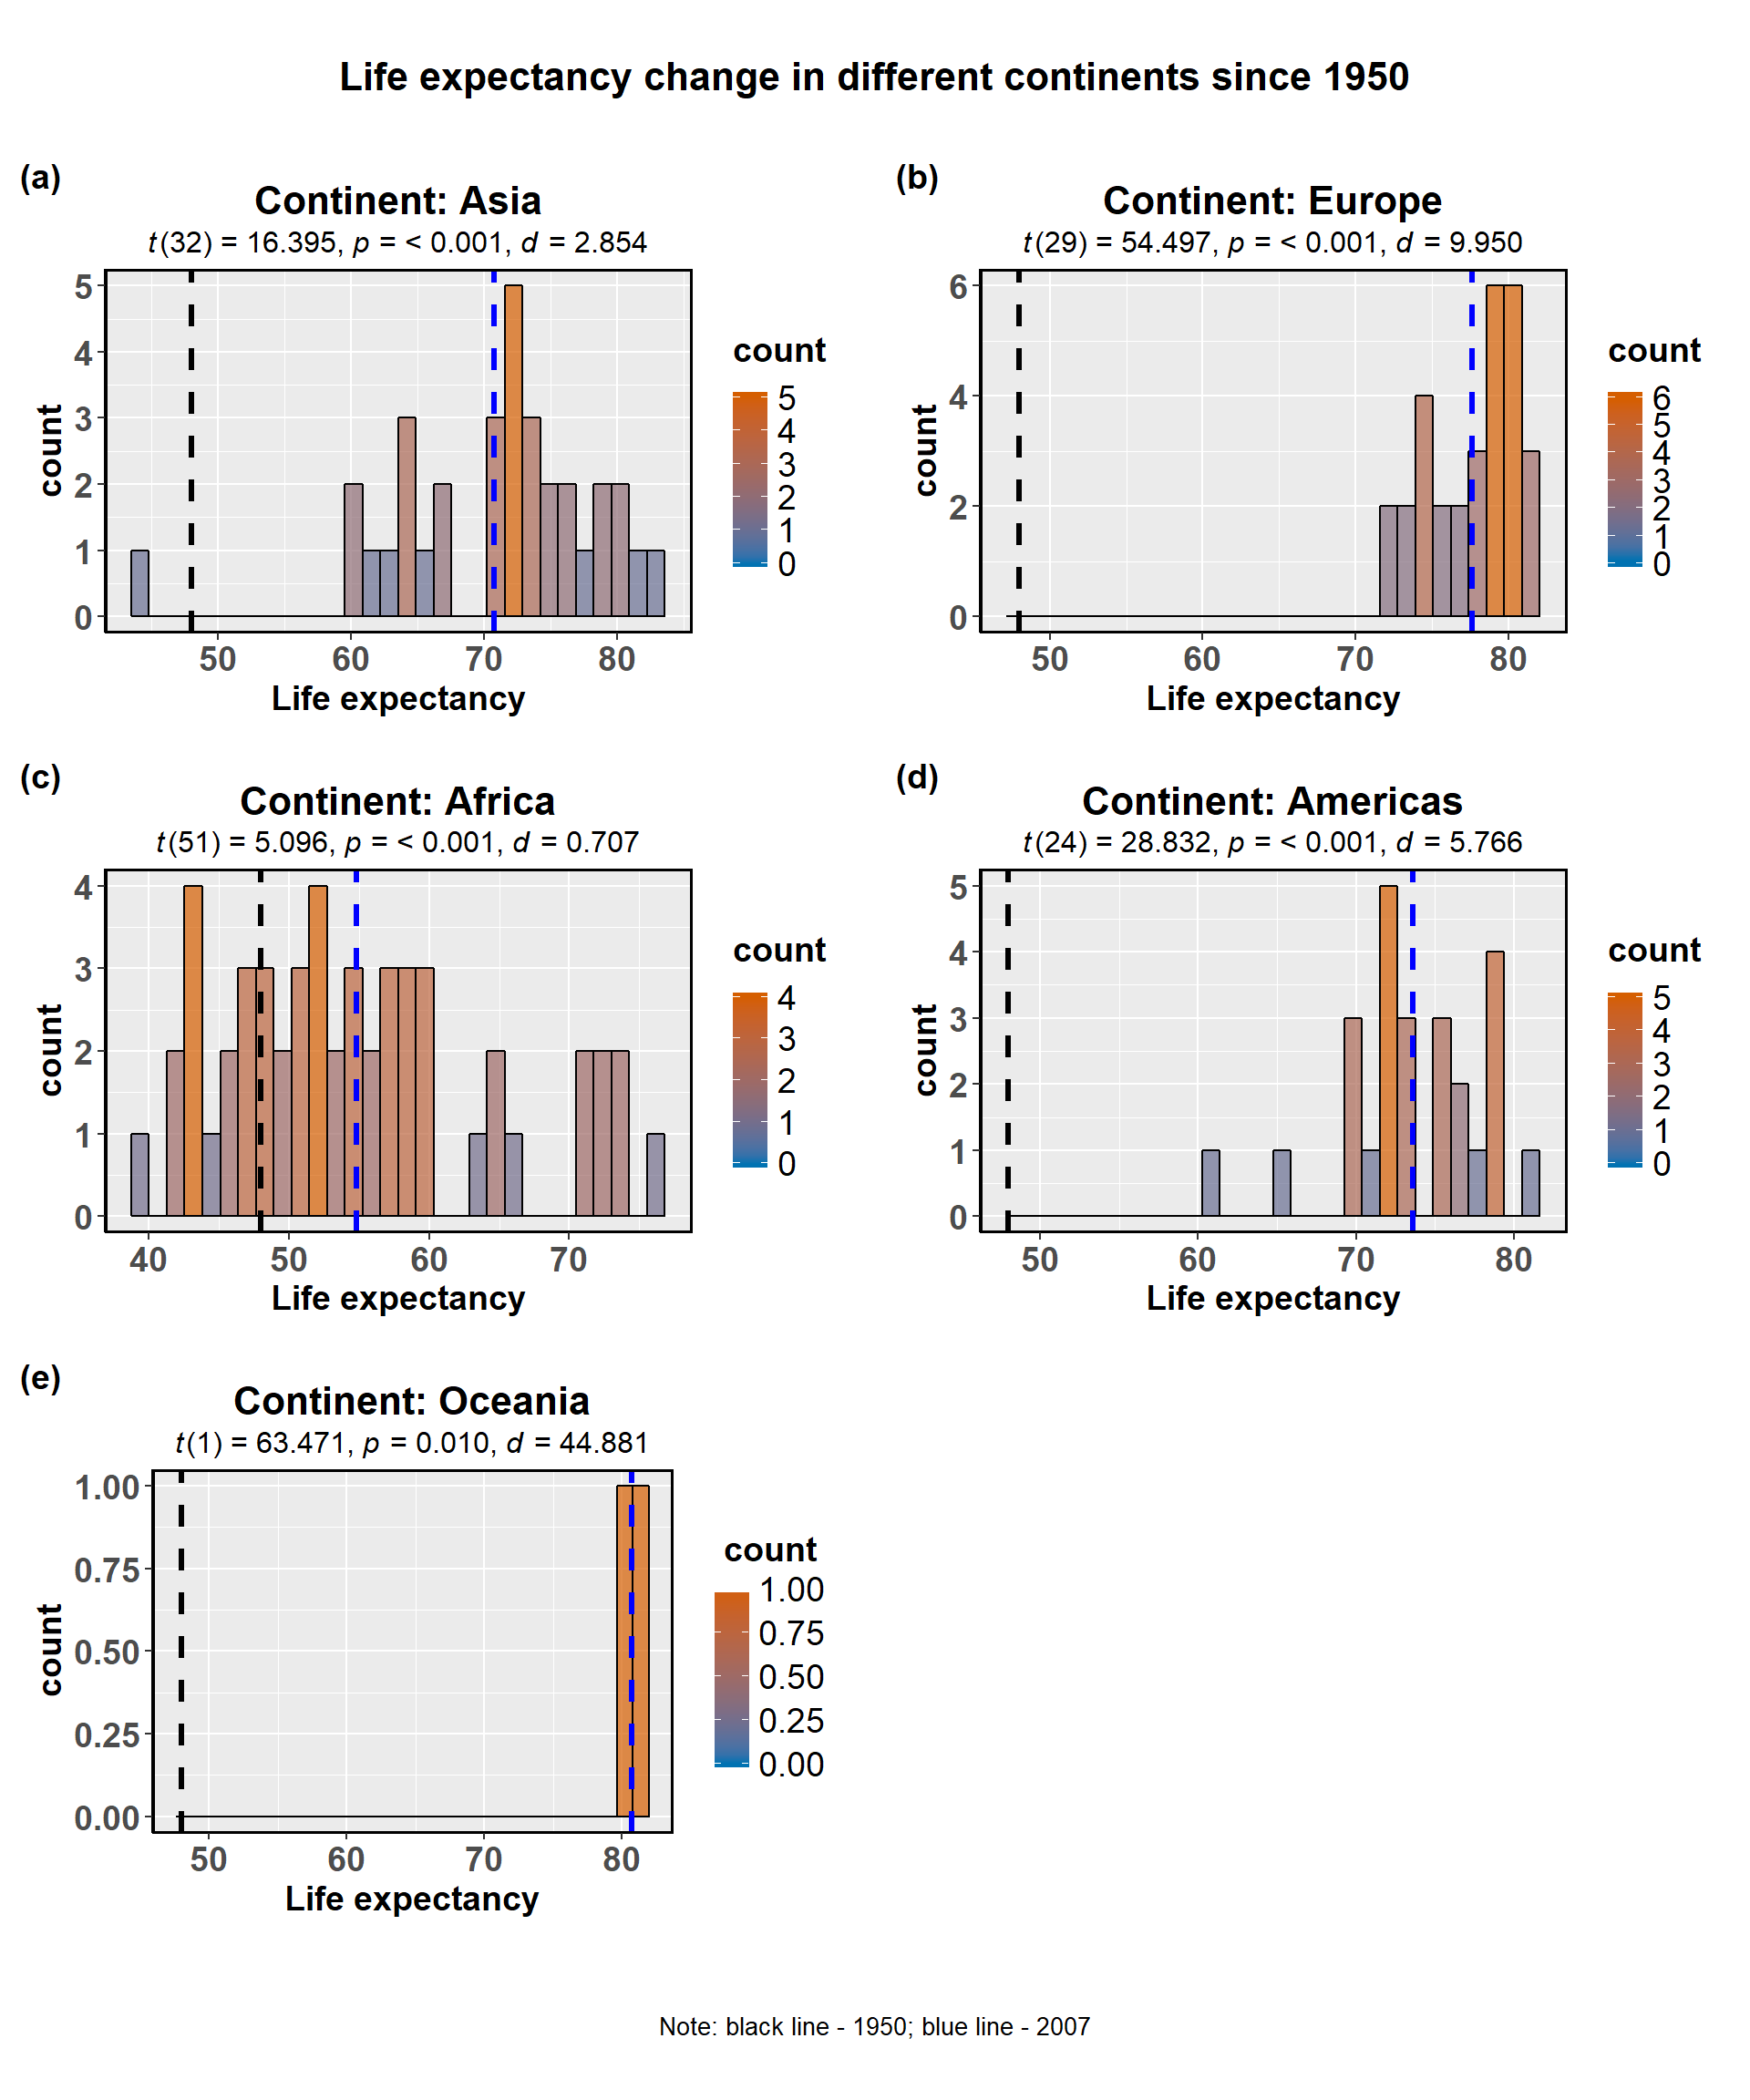 Life expectancy change in different continents since 1950
(a)
Continent: Asia
t(32) = 16.395, p = < 0.001, d = 2.854
count
5
4
3
2
1
0
50 60 70 80
Life expectancy
count
5
4
3
2
1
0
(b)
Continent: Europe
t(29) = 54.497, p = < 0.001, d = 9.950
count
6
4
2
0
50 60 70 80
Life expectancy
count
6
5
4
3
2
1
0
(c)
Continent: Africa
t(51) = 5.096, p = < 0.001, d = 0.707
count
4
3
2
1
0
40 50 60 70
Life expectancy
count
4
3
2
1
0
(d)
Continent: Americas
t(24) = 28.832, p = < 0.001, d = 5.766
count
5
4
3
2
1
0
50 60 70 80
Life expectancy
count
5
4
3
2
1
0
(e)
Continent: Oceania
t(1) = 63.471, p = 0.010, d = 44.881
count
1.00
0.75
0.50
0.25
0.00
50 60 70 80
Life expectancy
count
1.00
0.75
0.50
0.25
0.00
Note: black line - 1950; blue line - 2007